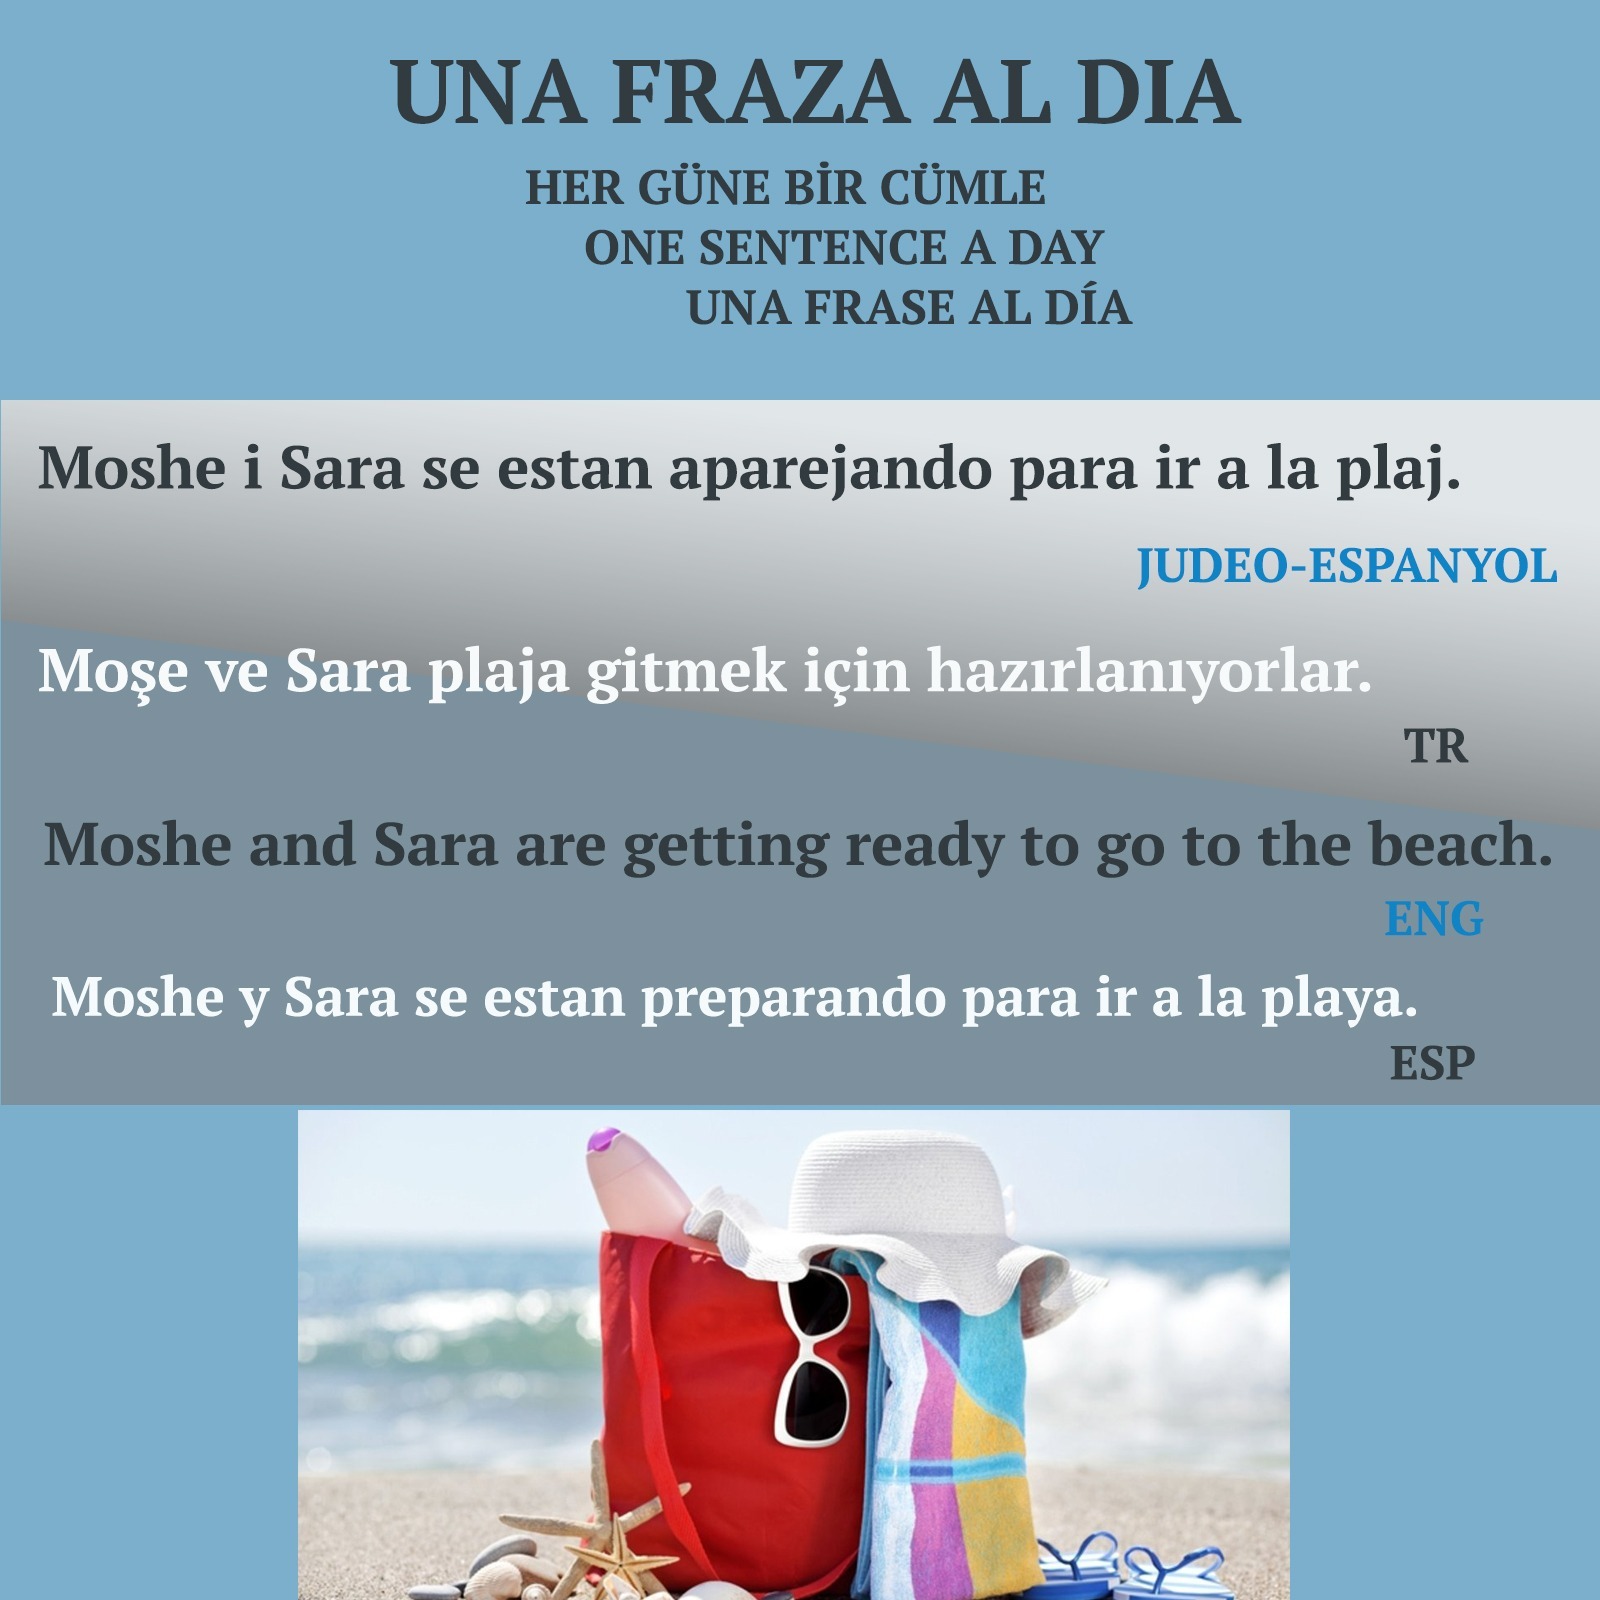 UNA FRAZA AL DIA
HER GÜNE BİR CÜMLE
ONE SENTENCE A DAY
UNA FRASE AL DÍA
Moshe i Sara se estan aparejando para ir a la plaj.
JUDEO-ESPANYOL
Moşe ve Sara plaja gitmek için hazırlanıyorlar.
TR
Moshe and Sara are getting ready to go to the beach.
ENG
Moshe y Sara se estan preparando para ir a la playa.
ESP